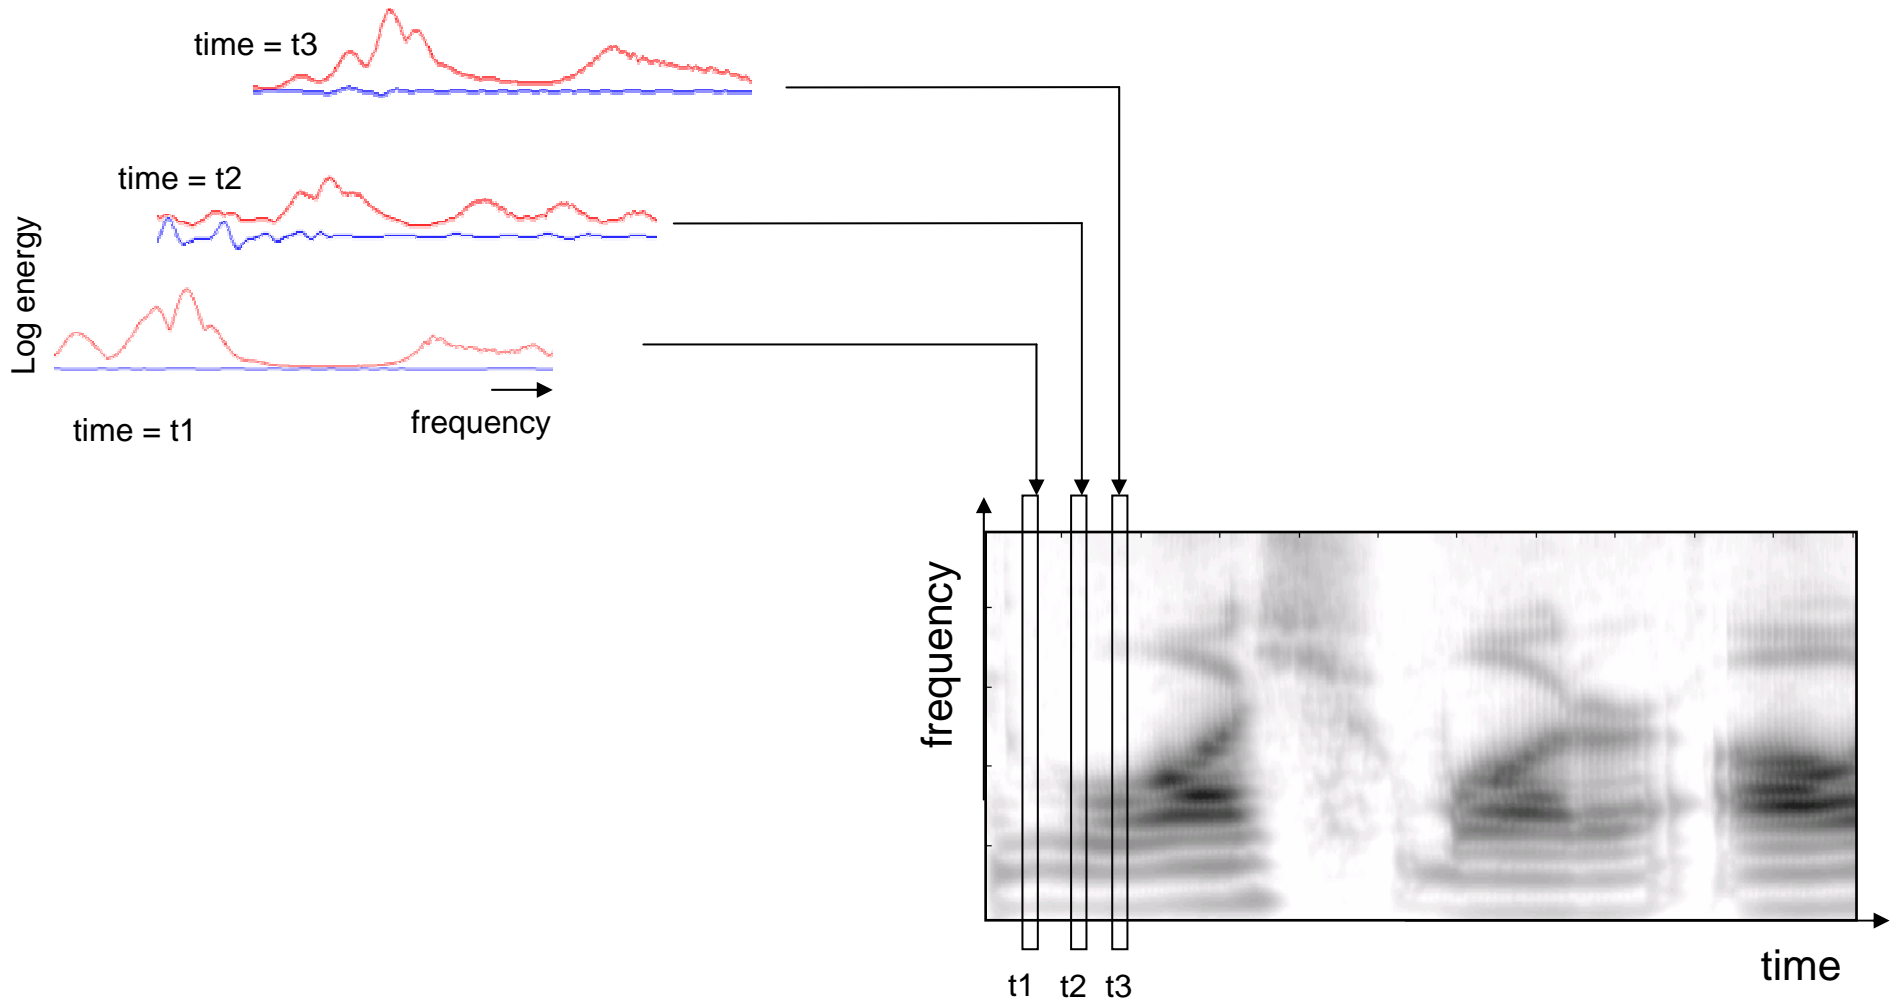 time = t3
time = t2
Log energy
time = t1
frequency
frequency
t1 t2 t3
time